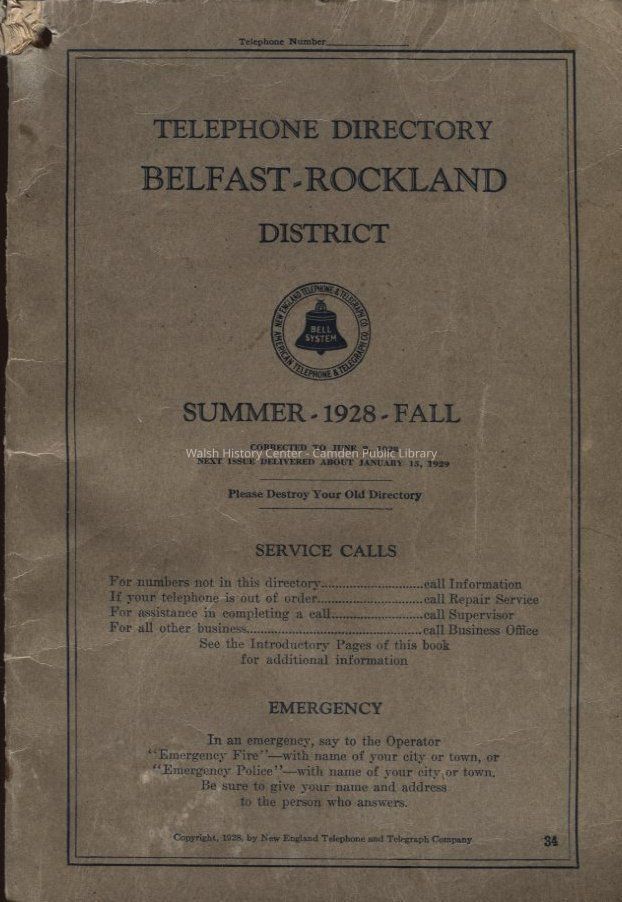 Telephone Number
TELEPHONE DIRECTORY
BELFAST-ROCKLAND
DISTRICT
NEW ENGLAND TELEPHONE & TELEGRAPH CO.
BELL
SYSTEM
AMERICAN TELEPHONE & TELEGRAPH CO.
SUMMER-1928-FALL
CORRECTED TO JUNE 1928
Walsh History Center - Camden Public Library
NEXT ISSUE DELIVERED ABOUT JANUARY 15, 1929
Please Destroy Your Old Directory
SERVICE CALLS
For numbers not in this directory..........................call Information
If your telephone is out of order...........................call Repair Service
For assistance in completing a call........................call Supervisor
For all other business............................................call Business Office
See the Introductory Pages of this book
for additional information
EMERGENCY
In an emergency, say to the Operator
"Emergency Fire"—with name of your city or town, or
"Emergency Police"—with name of your city or town.
Be sure to give your name and address
to the person who answers.
Copyright, 1928, by New England Telephone and Telegraph Company
34